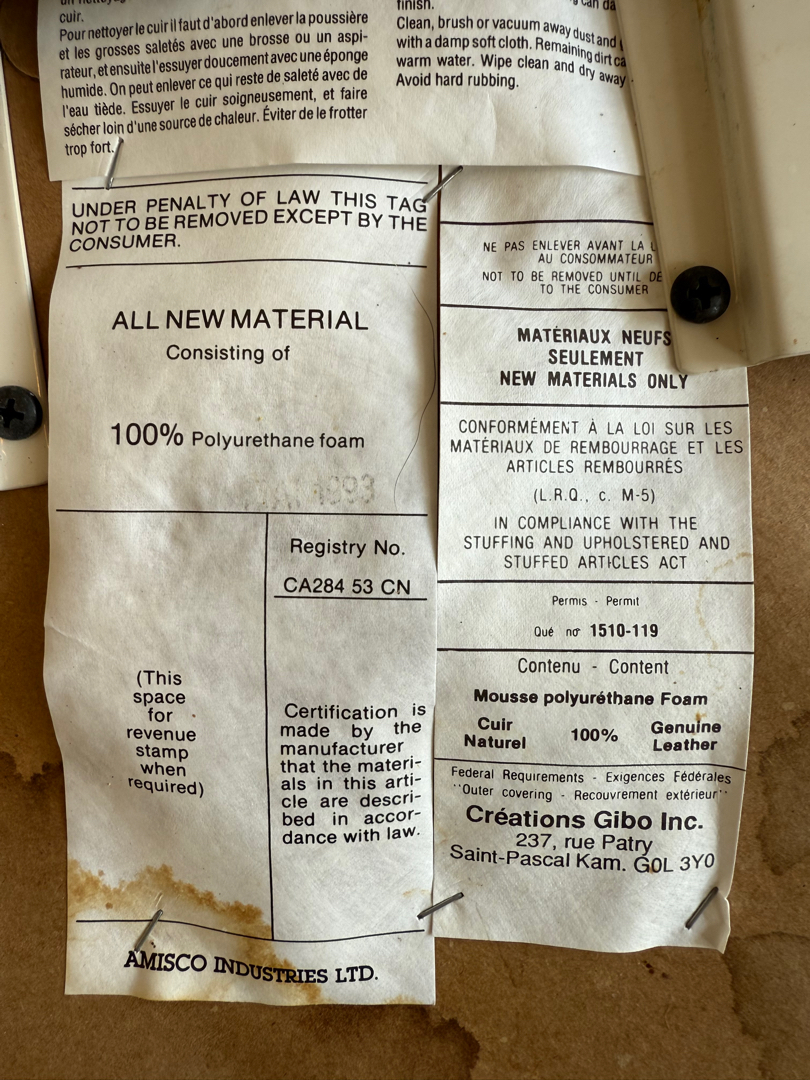 cuir.
Pour nettoyer le cuir il faut d'abord enlever la poussière
et les grosses saletés avec une brosse ou un aspi-
rateur, et ensuite l'essuyer doucement avec une éponge
humide. On peut enlever ce qui reste de saleté avec de
l'eau tiède. Essuyer le cuir soigneusement, et faire
sécher loin d'une source de chaleur. Éviter de le frotter
trop fort.
finish.
Clean, brush or vacuum away dust and
with a damp soft cloth. Remaining dirt
warm water. Wipe clean and dry away
Avoid hard rubbing.
UNDER PENALTY OF LAW THIS TAG
NOT TO BE REMOVED EXCEPT BY THE
CONSUMER.
ALL NEW MATERIAL
Consisting of
100% Polyurethane foam
Registry No.
CA284 53 CN
(This
space
for
revenue
stamp
when
required)
Certification is
made by the
manufacturer
that the materi-
als in this arti-
cle are descri-
bed in accor-
dance with law.
AMISCO INDUSTRIES LTD.
NE PAS ENLEVER AVANT LA
AU CONSOMMATEUR
NOT TO BE REMOVED UNTIL
TO THE CONSUMER
MATÉRIAUX NEUFS
SEULEMENT
NEW MATERIALS ONLY
CONFORMÉMENT À LA LOI SUR LES
MATÉRIAUX DE REMBOURRAGE ET LES
ARTICLES REMBOURRÉS
(L.R.Q., c. M-5)
IN COMPLIANCE WITH THE
STUFFING AND UPHOLSTERED AND
STUFFED ARTICLES ACT
Permis - Permit
Qué no 1510-119
Contenu - Content
Mousse polyuréthane Foam
Cuir 100% Genuine
Naturel Leather
Federal Requirements - Exigences Fédérales
"Outer covering - Recouvrement extérieur"
Créations Gibo Inc.
237, rue Patry
Saint-Pascal Kam. G0L 3Y0